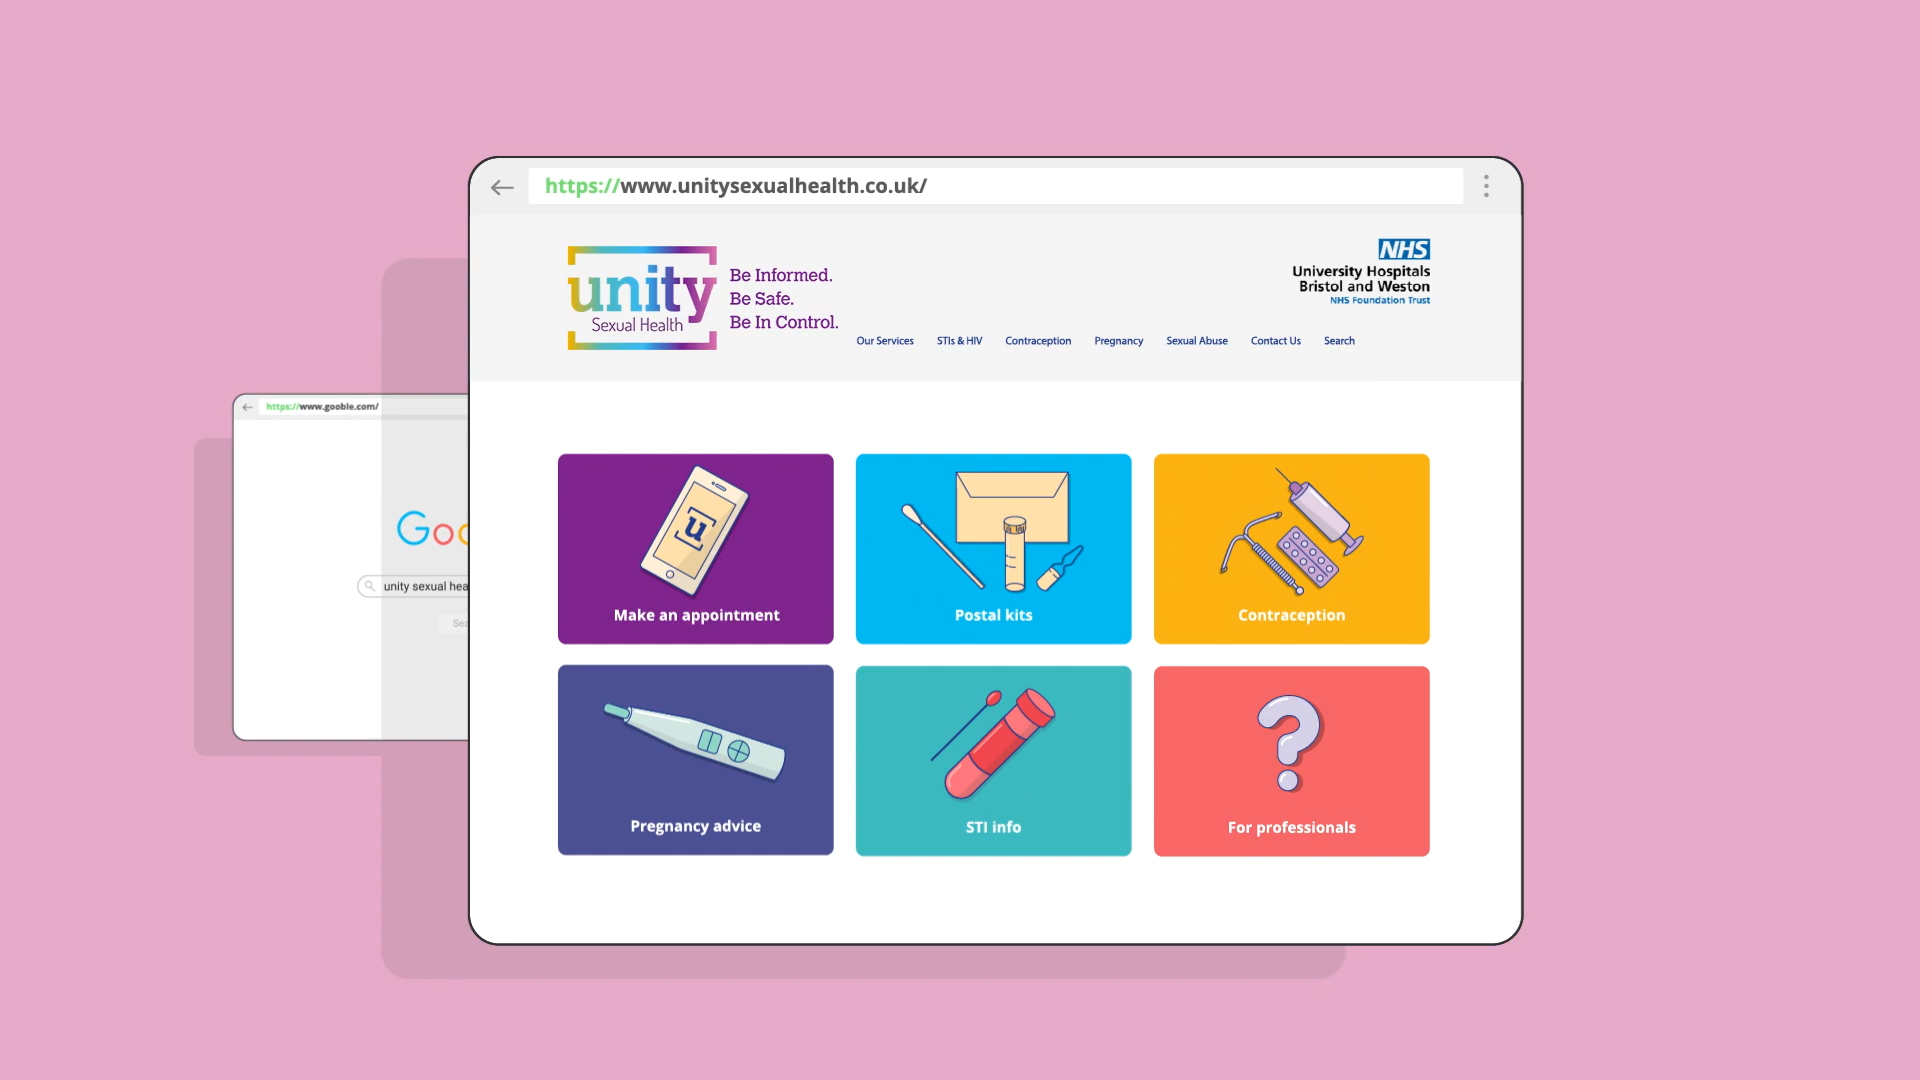 https://www.unitysexualhealth.co.uk/
unity
Sexual Health
Be Informed.
Be Safe.
Be In Control.
NHS
University Hospitals
Bristol and Weston
NHS Foundation Trust
Our Services STIs & HIV Contraception Pregnancy Sexual Abuse Contact Us Search
https://www.gooble.com/
Goo
unity sexual hea
Sea
u
Make an appointment
Postal kits
Contraception
Pregnancy advice
STI info
For professionals